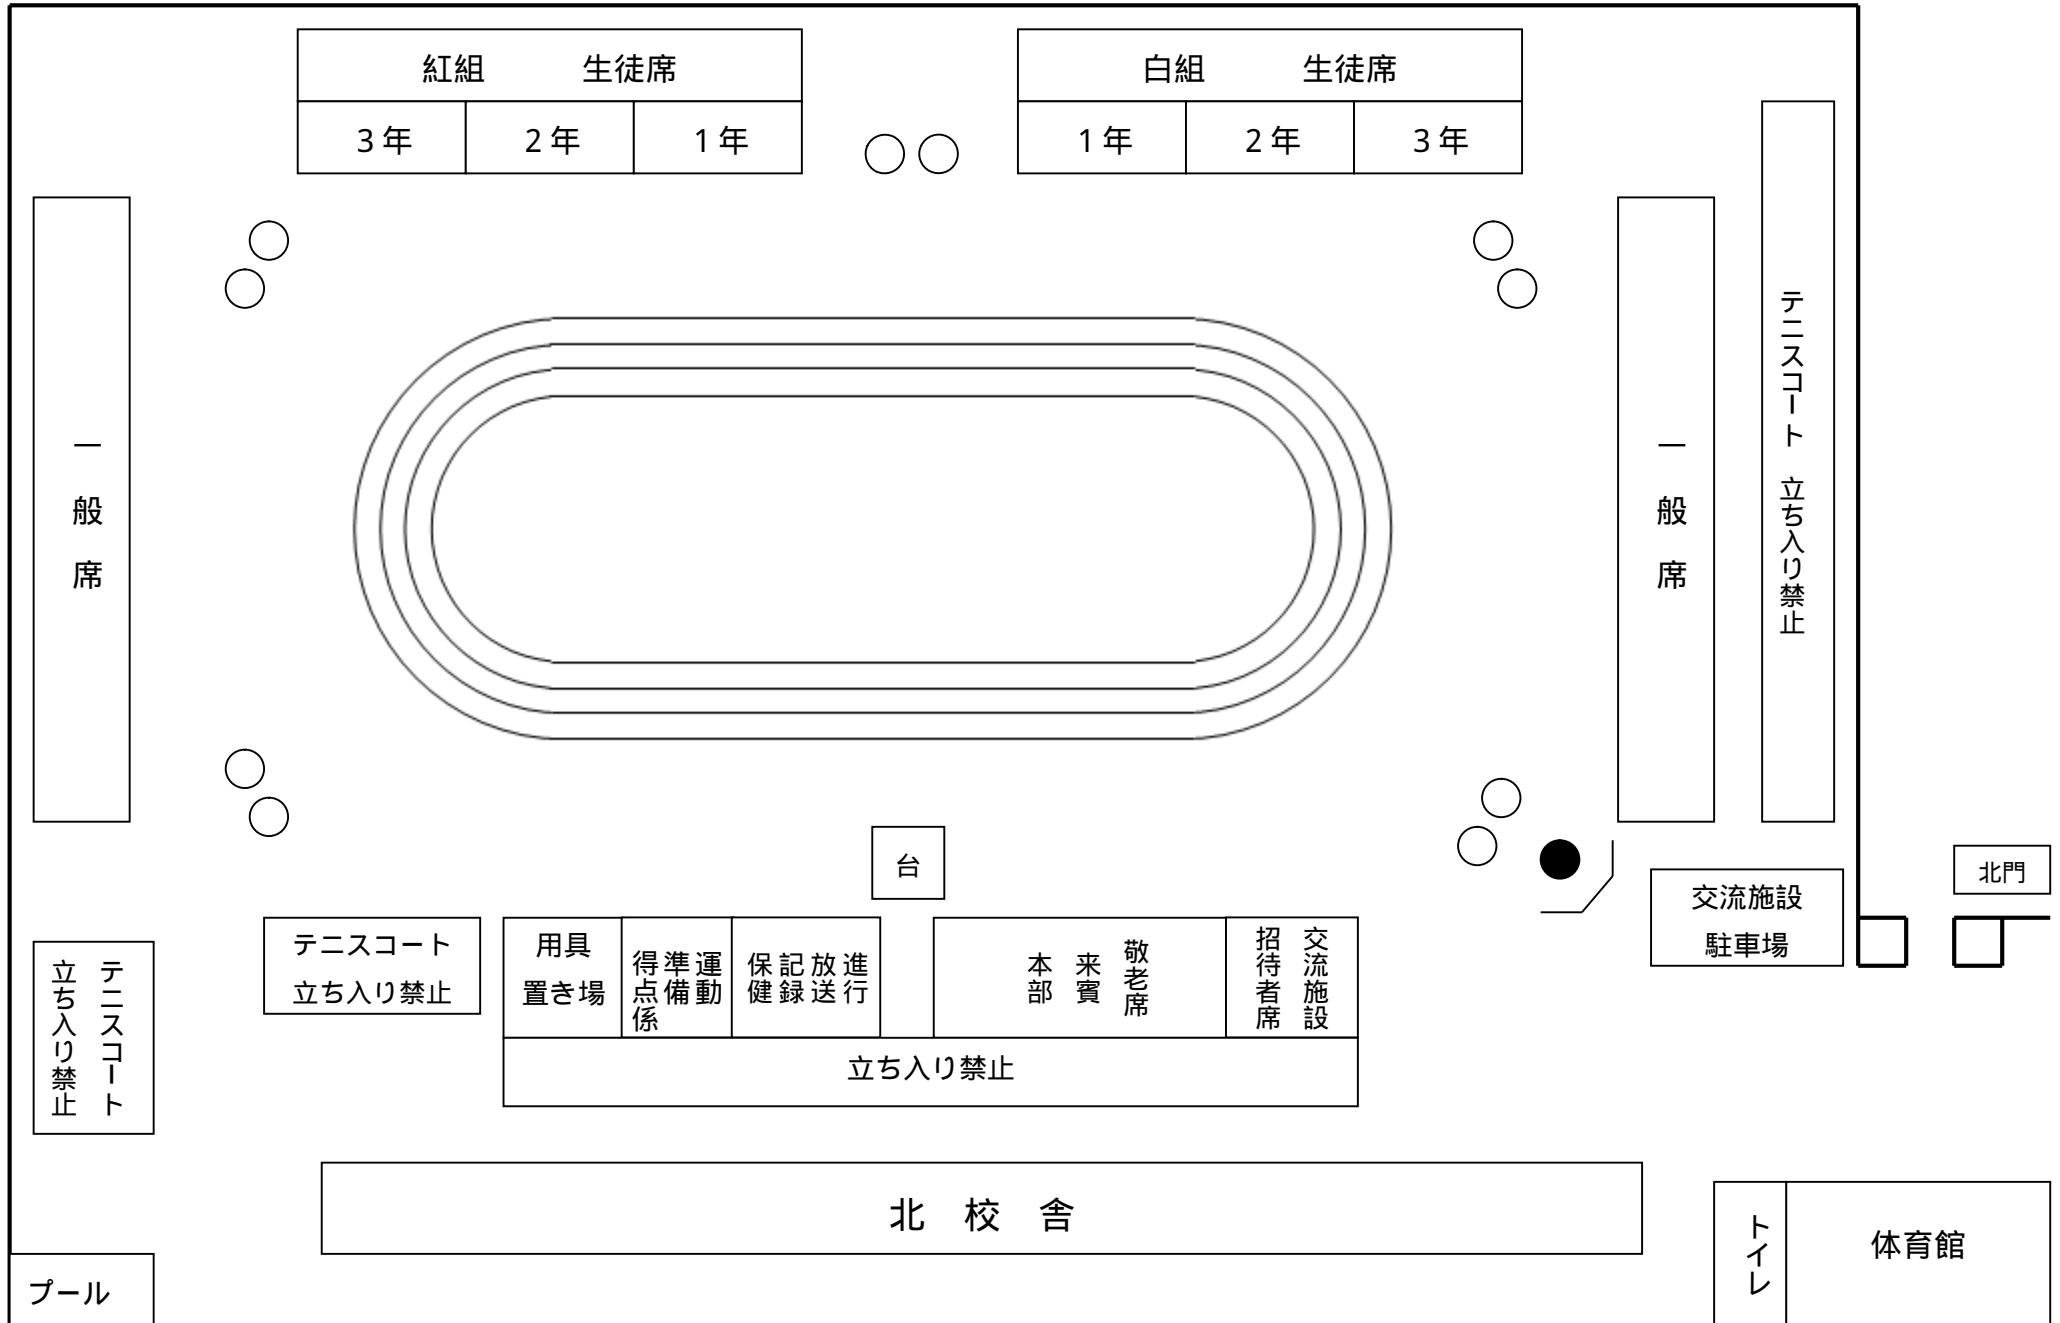 紅組 生徒席
3年 2年 1年
白組 生徒席
1年 2年 3年
一般席
一般席
テニスコート 立ち入り禁止
台
北門
交流施設
駐車場
テニスコート
立ち入り禁止
テニスコート
立ち入り禁止
用具
置き場
運動
準備
得点係
進行
放送
記録
保健
敬老席
来賓
本部
交流施設
招待者席
立ち入り禁止
北校舎
トイレ
体育館
プール